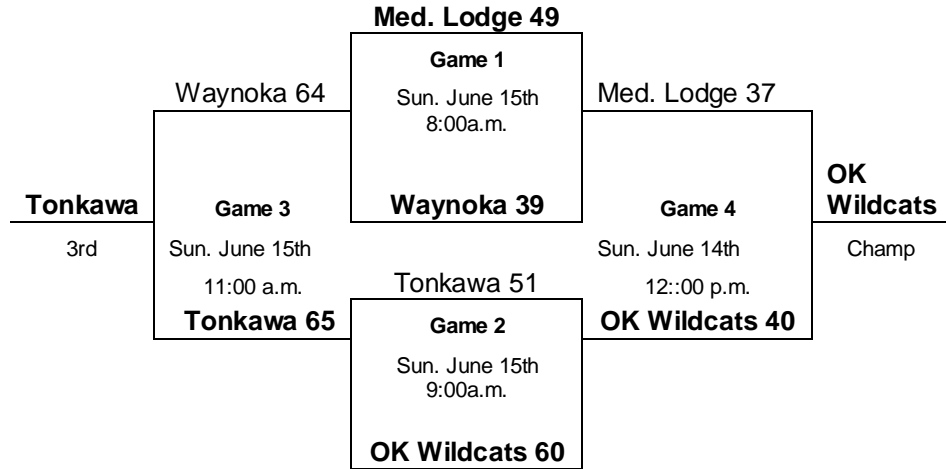 Med. Lodge 49
Game 1
Waynoka 64
Sun. June 15th
Med. Lodge 37
8:00a.m.
OK
Tonkawa
Game 3
Waynoka 39
Game 4
Wildcats
3rd
Sun. June 15th
Sun. June 14th
Champ
11:00 a.m.
Tonkawa 51
12::00 p.m.
Tonkawa 65
Game 2
OK Wildcats 40
Sun. June 15th
9:00a.m.
OK Wildcats 60